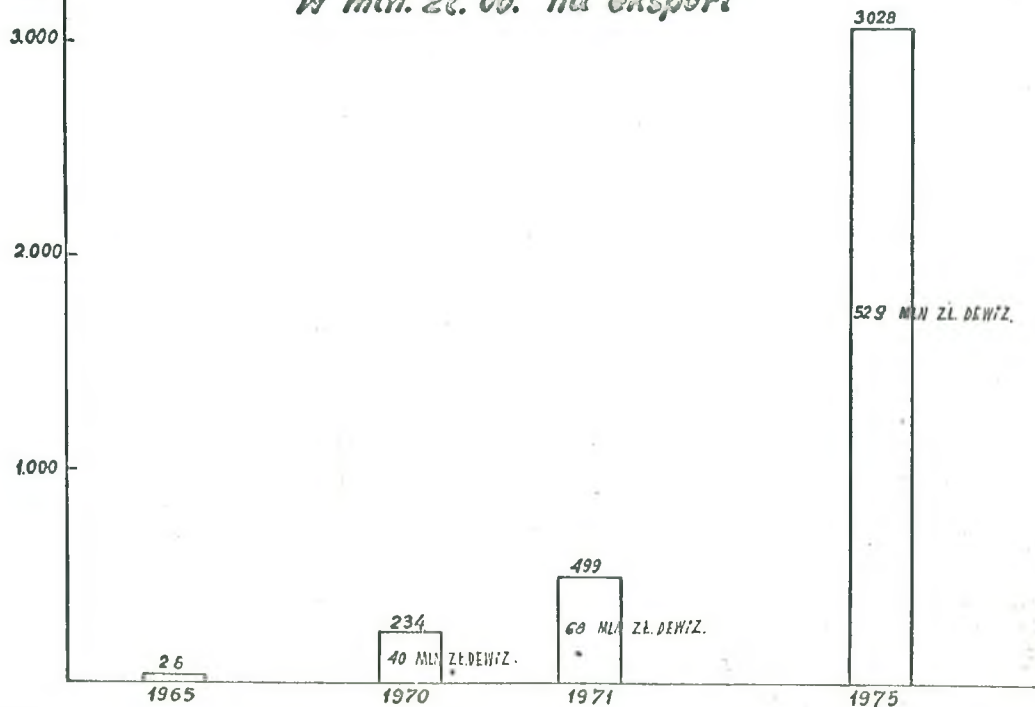 w mln. zł. ob. na eksport
3.000
3028
2.000
529 MLN ZŁ. DEWIZ.
1.000
499
68 MLN ZŁ. DEWIZ.
234
40 MLN ZŁ. DEWIZ.
26
1965
1970
1971
1975